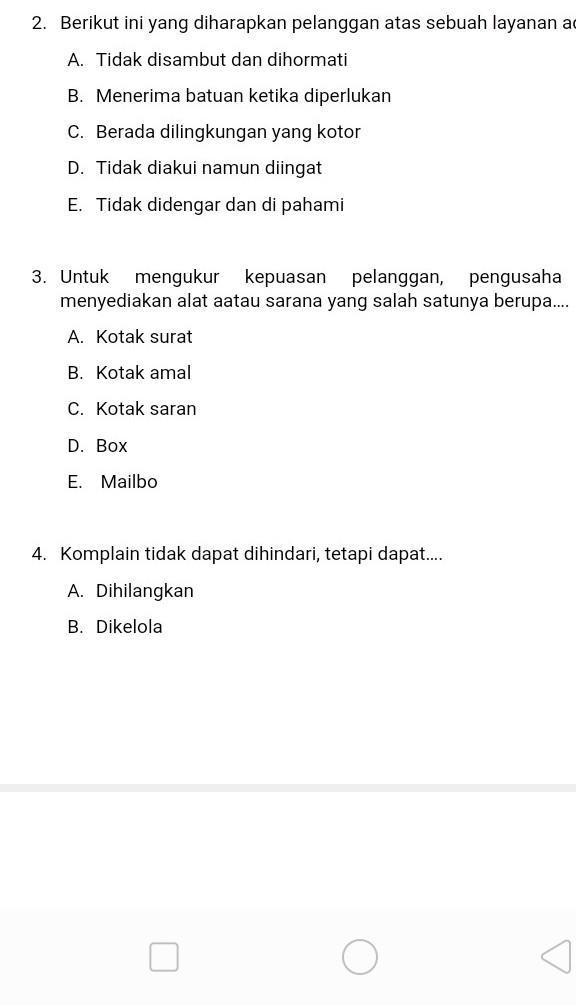 2. Berikut ini yang diharapkan pelanggan atas sebuah layanan
A. Tidak disambut dan dihormati
B. Menerima batuan ketika diperlukan
C. Berada dilingkungan yang kotor
D. Tidak diakui namun diingat
E. Tidak didengar dan di pahami
3. Untuk mengukur kepuasan pelanggan, pengusaha
menyediakan alat aatau sarana yang salah satunya berupa....
A. Kotak surat
B. Kotak amal
C. Kotak saran
D. Box
E. Mailbo
4. Komplain tidak dapat dihindari, tetapi dapat....
A. Dihilangkan
B. Dikelola